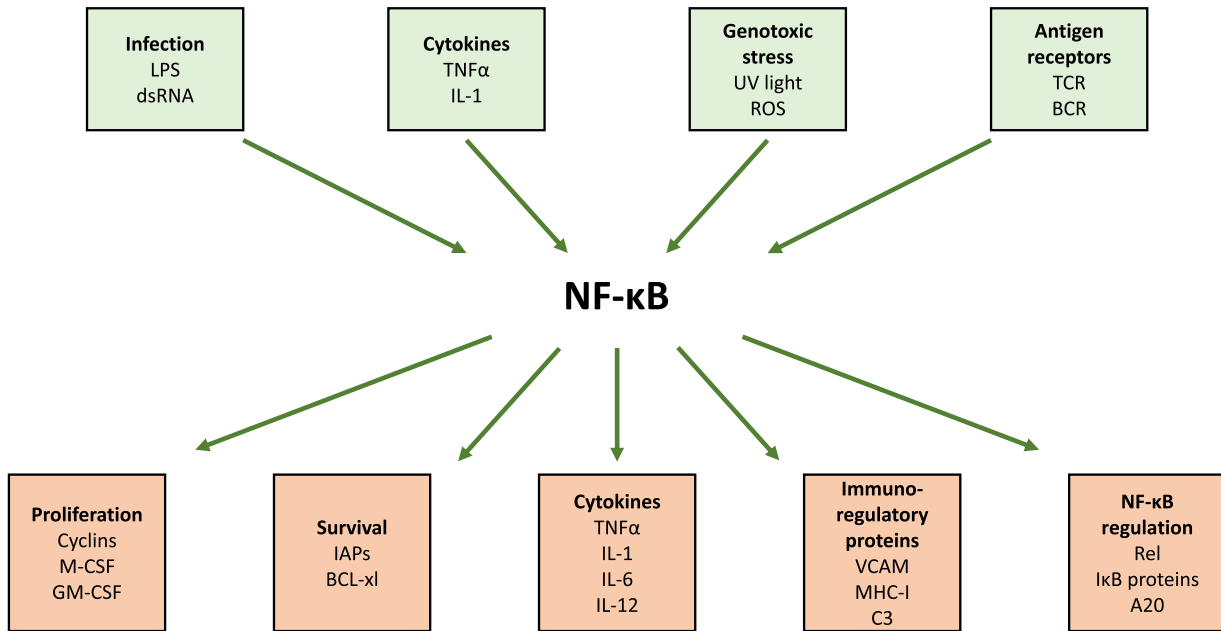 Infection
LPS
dsRNA
Cytokines
TNFα
IL-1
Genotoxic
stress
UV light
ROS
Antigen
receptors
TCR
BCR
NF-κB
Proliferation
Cyclins
M-CSF
GM-CSF
Survival
IAPs
BCL-xl
Cytokines
TNFα
IL-1
IL-6
IL-12
Immuno-
regulatory
proteins
VCAM
MHC-I
C3
NF-κB
regulation
Rel
IκB proteins
A20